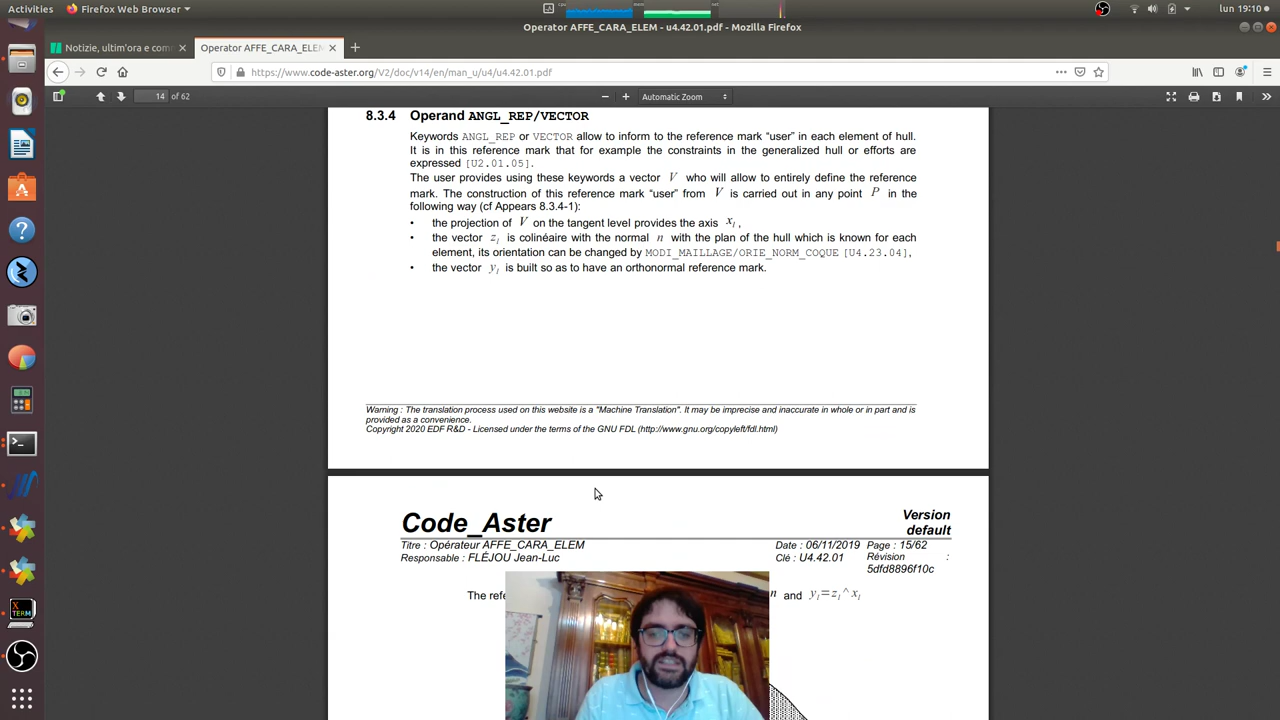 Activities
Firefox Web Browser
lun 19:10
Operator AFFE_CARA_ELEM - u4.42.01.pdf - Mozilla Firefox
Notizie, ultim'ora e com
Operator AFFE_CARA_ELEM
https://www.code-aster.org/V2/doc/v14/en/man_u/u4/u4.42.01.pdf
14 of 62
Automatic Zoom
8.3.4 Operand ANGL_REP/VECTOR
Keywords ANGL_REP or VECTOR allow to inform to the reference mark "user" in each element of hull.
It is in this reference mark that for example the constraints in the generalized hull or efforts are
expressed [U2.01.05].
The user provides using these keywords a vector V who will allow to entirely define the reference
mark. The construction of this reference mark "user" from V is carried out in any point P in the
following way (cf Appears 8.3.4-1):
• the projection of V on the tangent level provides the axis x_l,
• the vector z_l is colinéaire with the normal n with the plan of the hull which is known for each
element, its orientation can be changed by MODI_MAILLAGE/ORIE_NORM_COQUE [U4.23.04],
• the vector y_l is built so as to have an orthonormal reference mark.
Warning : The translation process used on this website is a "Machine Translation". It may be imprecise and inaccurate in whole or in part and is
provided as a convenience.
Copyright 2020 EDF R&D - Licensed under the terms of the GNU FDL (http://www.gnu.org/copyleft/fdl.html)
Code_Aster
Version
default
Titre : Opérateur AFFE_CARA_ELEM
Date : 06/11/2019 Page : 15/62
Responsable : FLÉJOU Jean-Luc
Clé : U4.42.01
Révision :
5dfd8896f10c
The refe
n and y_l=z_l^x_l
XTERM